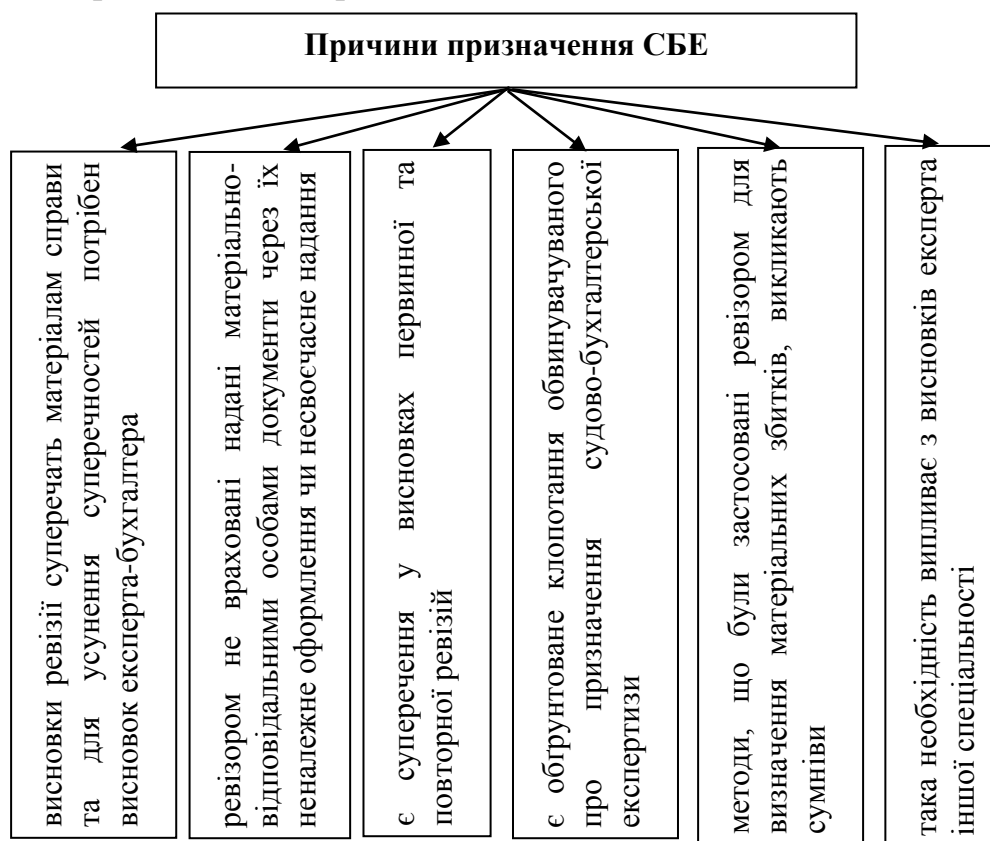 Причини призначення СБЕ
висновки ревізії суперечать матеріалам справи
та для усунення суперечностей потрібен
висновок експерта-бухгалтера
ревізором не враховані надані матеріально-
відповідальними особами документи через їх
неналежне оформлення чи несвоєчасне надання
є суперечення у висновках первинної та
повторної ревізій
є обґрунтоване клопотання обвинувачуваного
про призначення судово-бухгалтерської
експертизи
методи, що були застосовані ревізором для
визначення матеріальних збитків, викликають
сумніви
така необхідність випливає з висновків експерта
іншої спеціальності